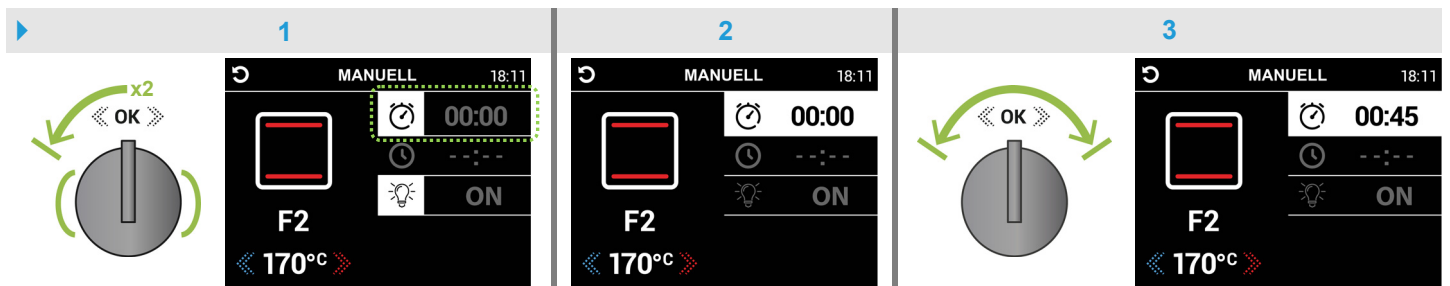 1
2
3
x2
OK
MANUELL 18:11
00:00
--:--
ON
F2
170°C
MANUELL 18:11
00:00
--:--
ON
F2
170°C
OK
MANUELL 18:11
00:45
--:--
ON
F2
170°C